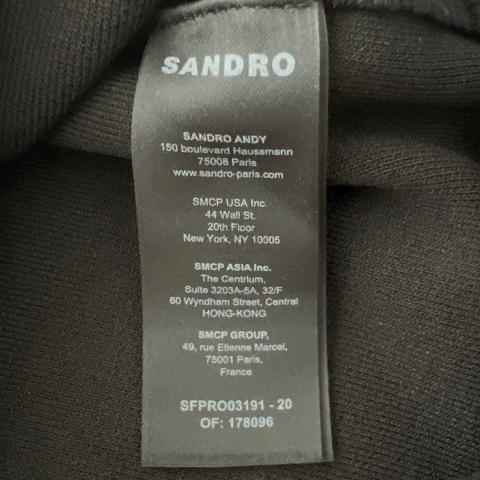 SANDRO
SANDRO ANDY
150 boulevard Haussmann
75008 Paris
www.sandro-paris.com
SMCP USA Inc.
44 Wall St.
20th Floor
New York, NY 10005
SMCP ASIA Inc.
The Centrium,
Suite 3203A-5A, 32/F
60 Wyndham Street, Central
HONG-KONG
SMCP GROUP,
49, rue Etienne Marcel,
75001 Paris,
France
SFPRO03191 - 20
OF: 178096